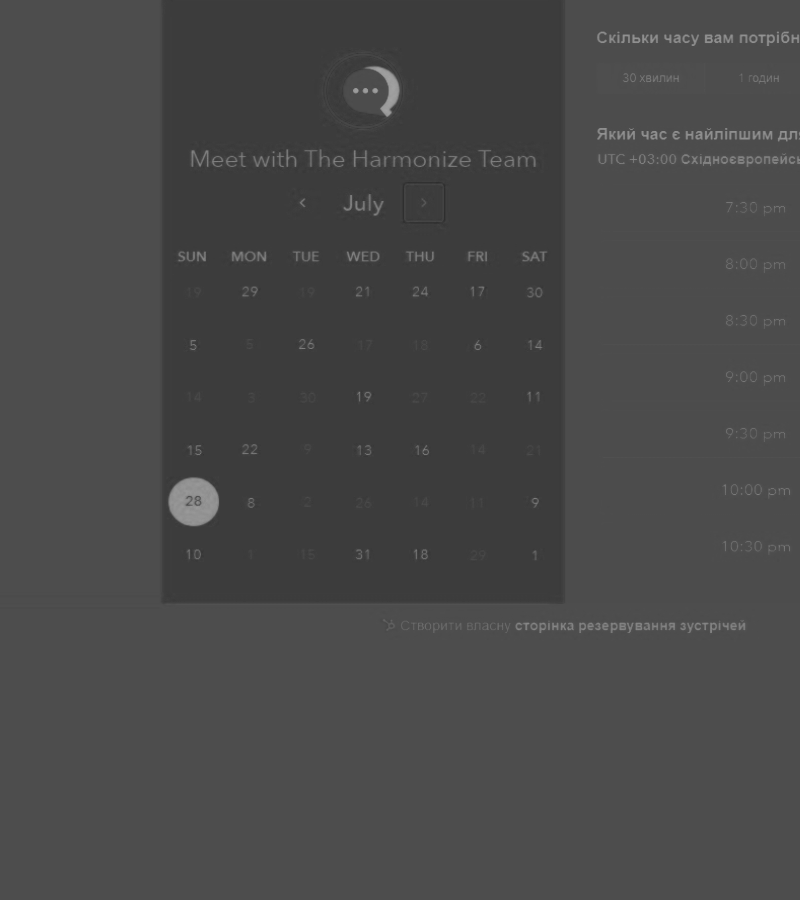 Скільки часу вам потрібн
30 хвилин 1 годин
Meet with The Harmonize Team
Який час є найліпшим дл
UTC +03:00 Східноєвропейсь
‹ July ›
SUN MON TUE WED THU FRI SAT
19 29 19 21 24 17 30
5 5 26 17 18 6 14
14 3 30 19 27 22 11
15 22 9 13 16 14 21
28 8 2 26 14 11 9
10 1 15 31 18 29 1
7:30 pm
8:00 pm
8:30 pm
9:00 pm
9:30 pm
10:00 pm
10:30 pm
Створити власну сторінка резервування зустрічей